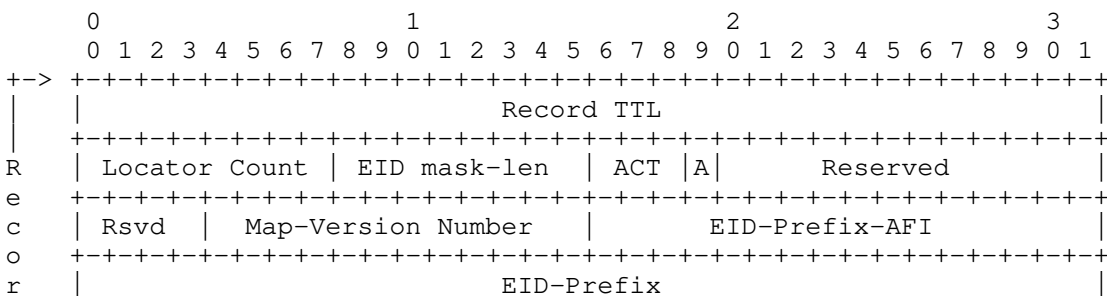 0                   1                   2                   3
        0 1 2 3 4 5 6 7 8 9 0 1 2 3 4 5 6 7 8 9 0 1 2 3 4 5 6 7 8 9 0 1
+-->   +-+-+-+-+-+-+-+-+-+-+-+-+-+-+-+-+-+-+-+-+-+-+-+-+-+-+-+-+-+-+-+-+
|      |                          Record TTL                           |
|      +-+-+-+-+-+-+-+-+-+-+-+-+-+-+-+-+-+-+-+-+-+-+-+-+-+-+-+-+-+-+-+-+
R      | Locator Count | EID mask-len  | ACT |A|      Reserved         |
e      +-+-+-+-+-+-+-+-+-+-+-+-+-+-+-+-+-+-+-+-+-+-+-+-+-+-+-+-+-+-+-+-+
c      | Rsvd  |  Map-Version Number   |       EID-Prefix-AFI          |
o      +-+-+-+-+-+-+-+-+-+-+-+-+-+-+-+-+-+-+-+-+-+-+-+-+-+-+-+-+-+-+-+-+
r      |                          EID-Prefix                           |